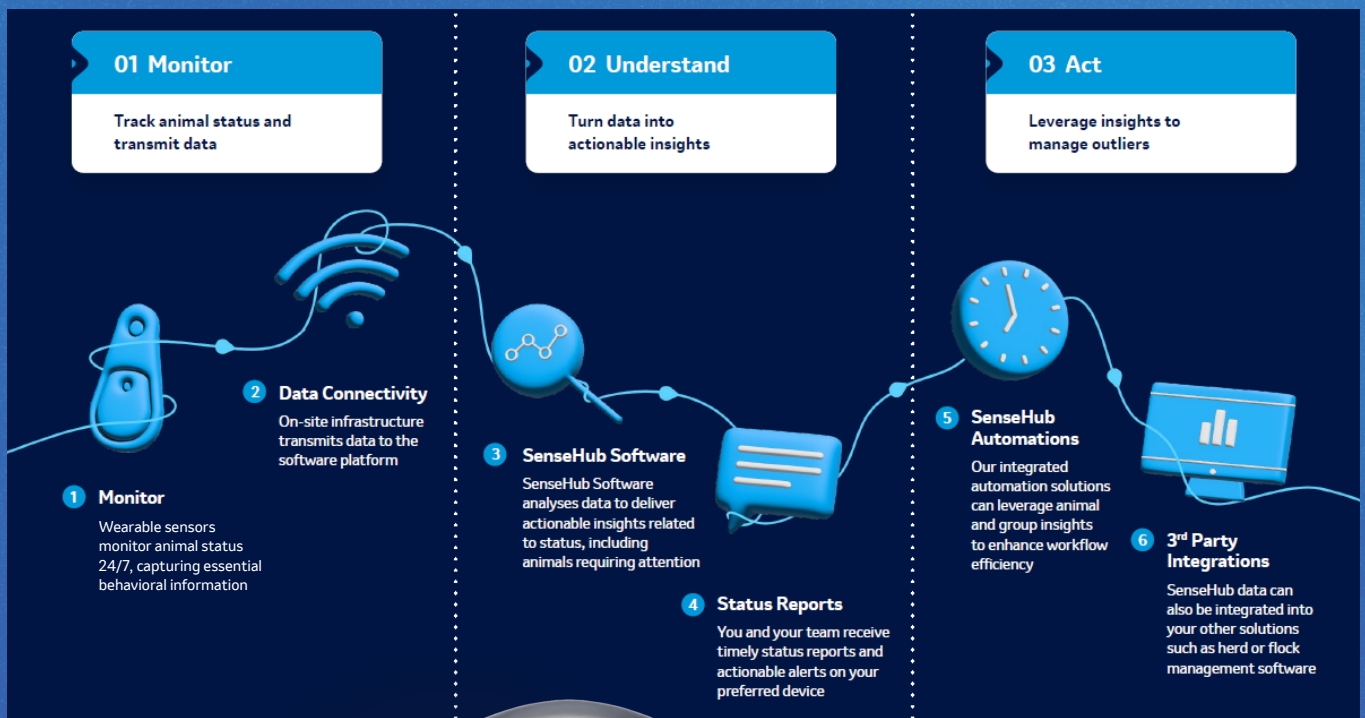 01 Monitor
Track animal status and
transmit data
02 Understand
Turn data into
actionable insights
03 Act
Leverage insights to
manage outliers
1 Monitor
Wearable sensors
monitor animal status
24/7, capturing essential
behavioral information
2 Data Connectivity
On-site infrastructure
transmits data to the
software platform
3 SenseHub Software
SenseHub Software
analyses data to deliver
actionable insights related
to status, including
animals requiring attention
4 Status Reports
You and your team receive
timely status reports and
actionable alerts on your
preferred device
5 SenseHub
Automations
Our integrated
automation solutions
can leverage animal
and group insights
to enhance workflow
efficiency
6 3rd Party
Integrations
SenseHub data can
also be integrated into
your other solutions
such as herd or flock
management software